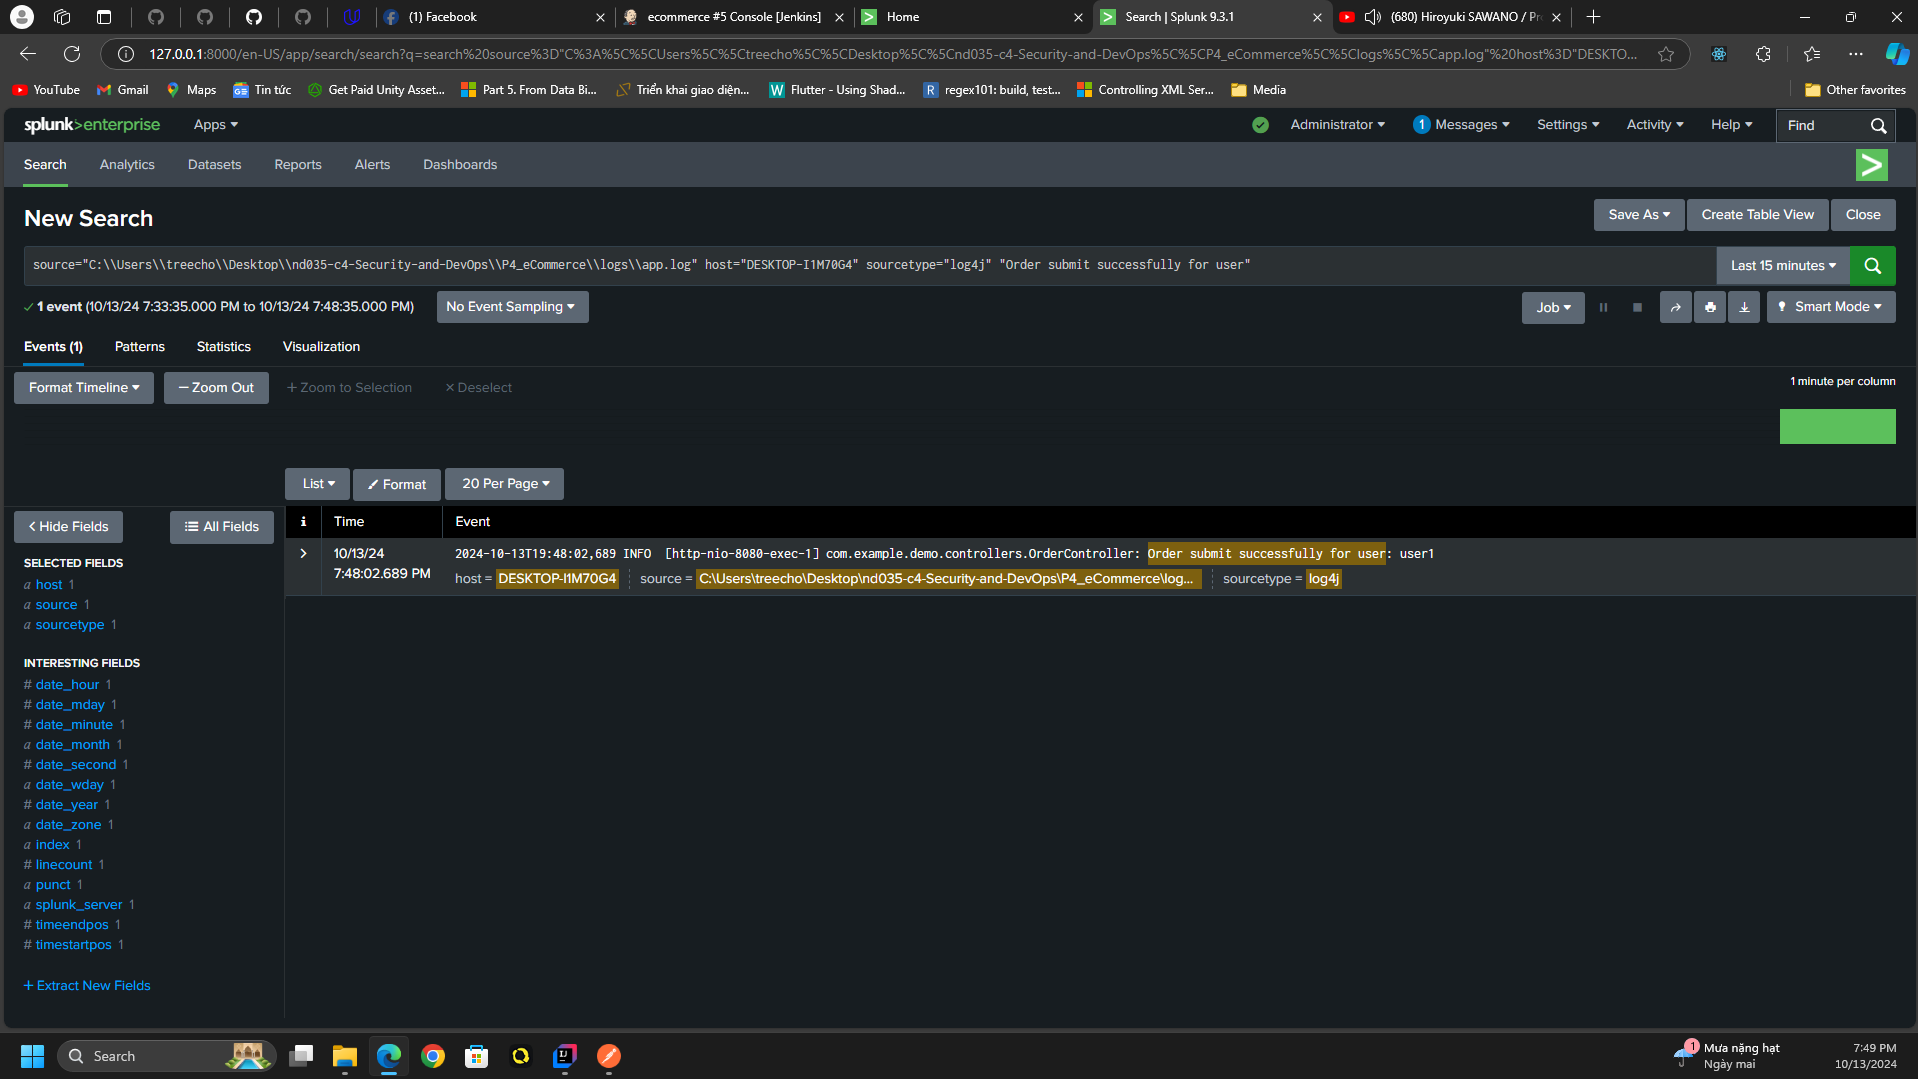 (1) Facebook
ecommerce #5 Console [Jenkins]
Home
Search | Splunk 9.3.1
(680) Hiroyuki SAWANO / Pr
127.0.0.1:8000/en-US/app/search/search?q=search%20source%3D"C%3A%5C%5CUsers%5C%5Ctreecho%5C%5CDesktop%5C%5Cnd035-c4-Security-and-DevOps%5C%5CP4_eCommerce%5C%5Clogs%5C%5Capp.log"%20host%3D"DESKTO...
YouTube
Gmail
Maps
Tin tức
Get Paid Unity Asset...
Part 5. From Data Bi...
Triển khai giao diện...
Flutter - Using Shad...
regex101: build, test...
Controlling XML Ser...
Media
Other favorites
splunk>enterprise
Apps
Administrator
1 Messages
Settings
Activity
Help
Find
Search
Analytics
Datasets
Reports
Alerts
Dashboards
New Search
Save As
Create Table View
Close
source="C:\\Users\\treecho\\Desktop\\nd035-c4-Security-and-DevOps\\P4_eCommerce\\logs\\app.log" host="DESKTOP-I1M70G4" sourcetype="log4j" "Order submit successfully for user"
Last 15 minutes
✓ 1 event (10/13/24 7:33:35.000 PM to 10/13/24 7:48:35.000 PM)
No Event Sampling
Job
Smart Mode
Events (1)
Patterns
Statistics
Visualization
Format Timeline
— Zoom Out
+ Zoom to Selection
× Deselect
1 minute per column
List
Format
20 Per Page
< Hide Fields
All Fields
i
Time
Event
SELECTED FIELDS
a host 1
a source 1
a sourcetype 1
INTERESTING FIELDS
# date_hour 1
# date_mday 1
# date_minute 1
a date_month 1
# date_second 1
a date_wday 1
# date_year 1
a date_zone 1
a index 1
# linecount 1
a punct 1
a splunk_server 1
# timeendpos 1
# timestartpos 1
+ Extract New Fields
>
10/13/24
7:48:02.689 PM
2024-10-13T19:48:02,689 INFO [http-nio-8080-exec-1] com.example.demo.controllers.OrderController: Order submit successfully for user: user1
host = DESKTOP-I1M70G4
source = C:\Users\treecho\Desktop\nd035-c4-Security-and-DevOps\P4_eCommerce\log...
sourcetype = log4j
Search
1
Mưa nặng hạt
Ngày mai
7:49 PM
10/13/2024